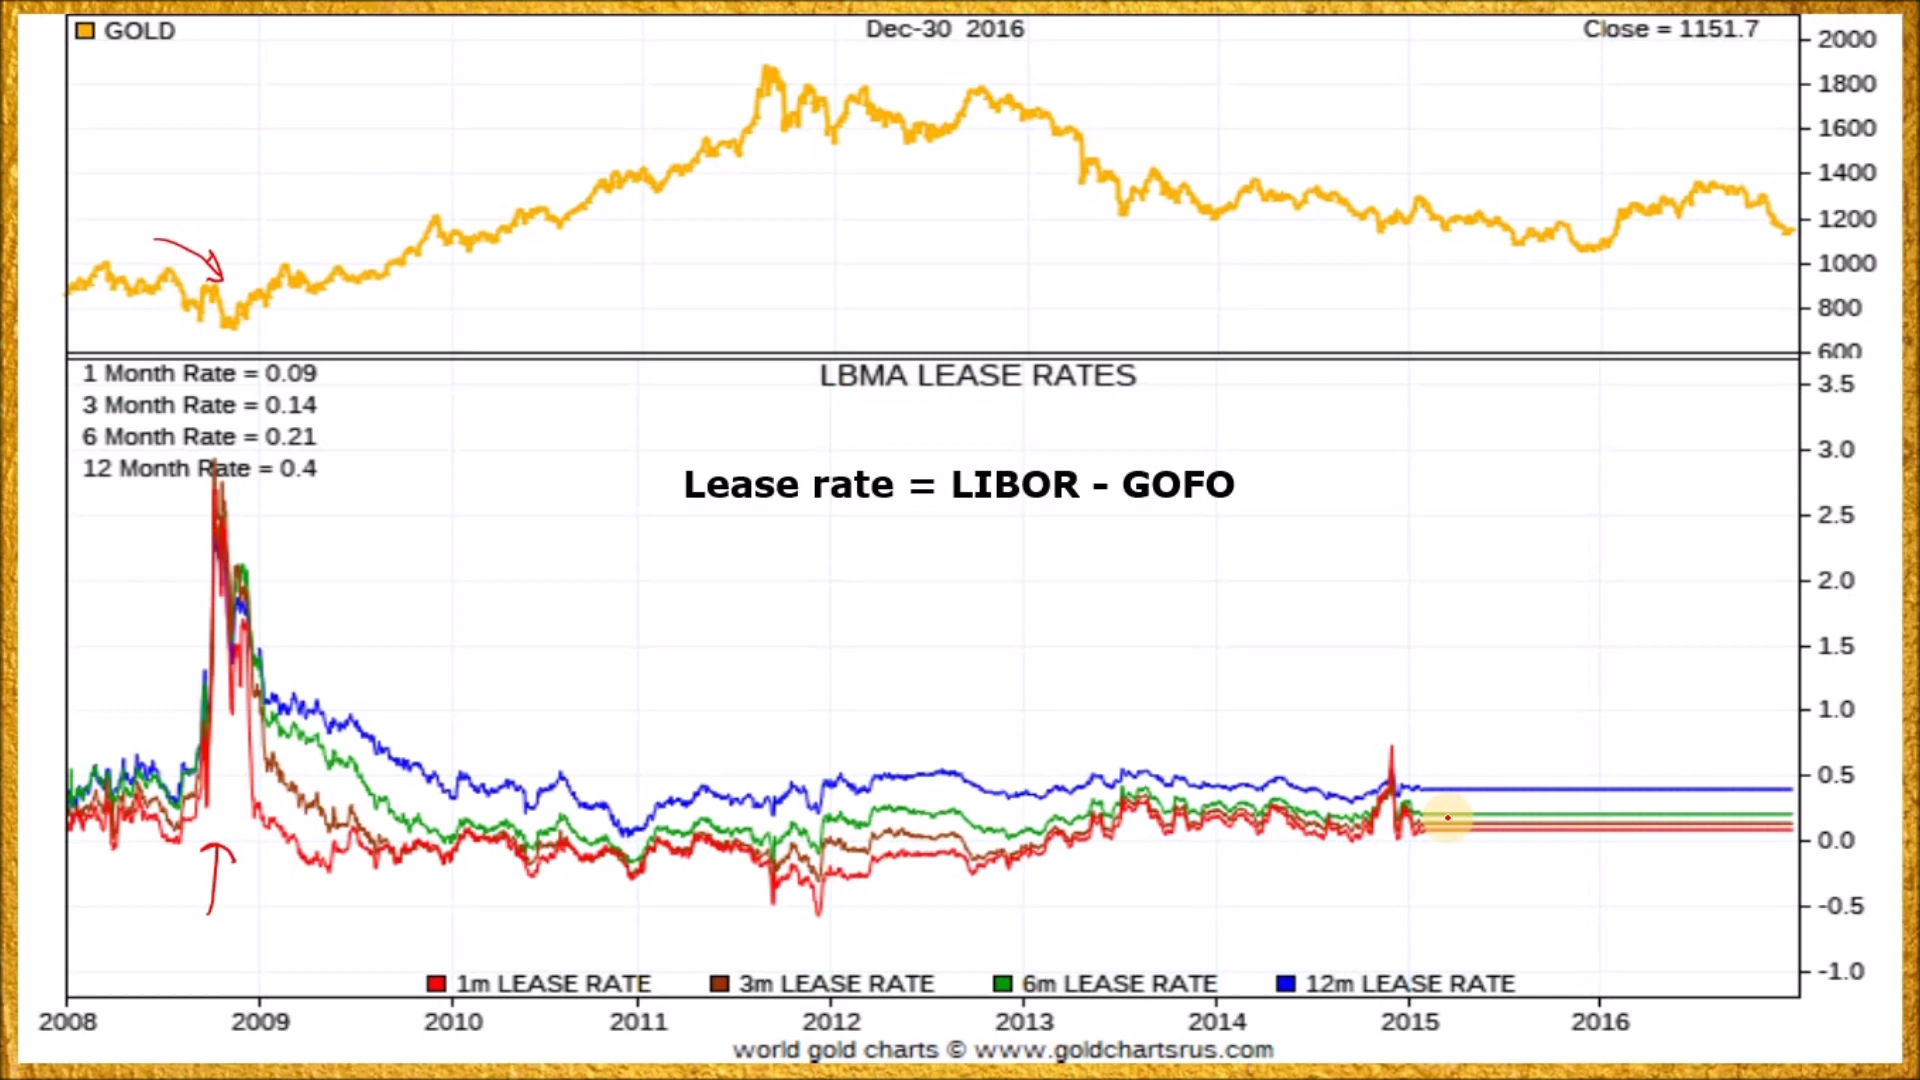 GOLD Dec-30 2016 Close = 1151.7
2000
1800
1600
1400
1200
1000
800
600
1 Month Rate = 0.09
3 Month Rate = 0.14
6 Month Rate = 0.21
12 Month Rate = 0.4
LBMA LEASE RATES
Lease rate = LIBOR - GOFO
3.5
3.0
2.5
2.0
1.5
1.0
0.5
0.0
-0.5
-1.0
1m LEASE RATE 3m LEASE RATE 6m LEASE RATE 12m LEASE RATE
2008 2009 2010 2011 2012 2013 2014 2015 2016
world gold charts © www.goldchartsrus.com